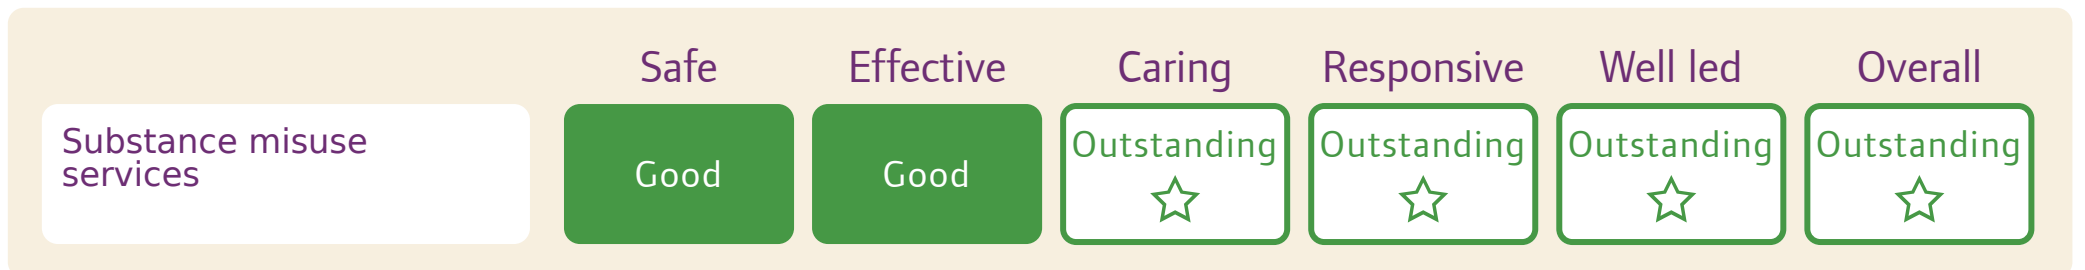 Safe Effective Caring Responsive Well led Overall
Substance misuse
services
Good Good Outstanding Outstanding Outstanding Outstanding